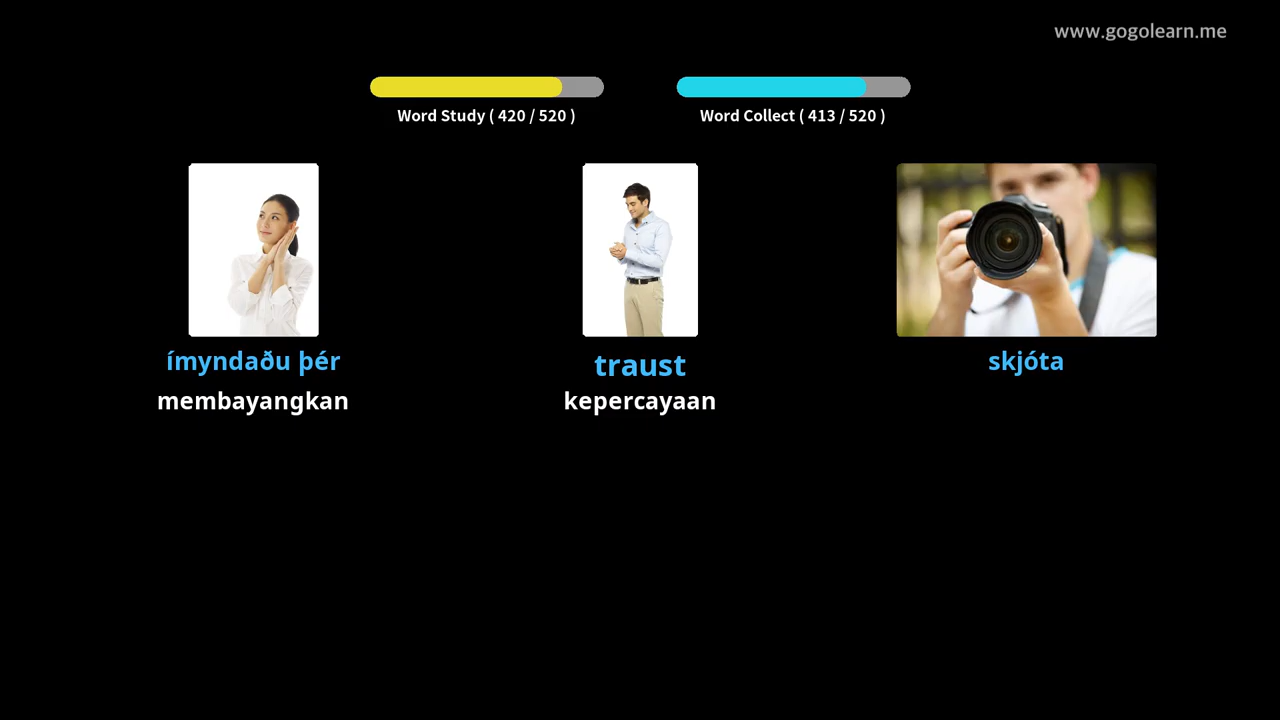 www.gogolearn.me
Word Study ( 420 / 520 )
Word Collect ( 413 / 520 )
ímyndaðu þér
membayangkan
traust
kepercayaan
skjóta